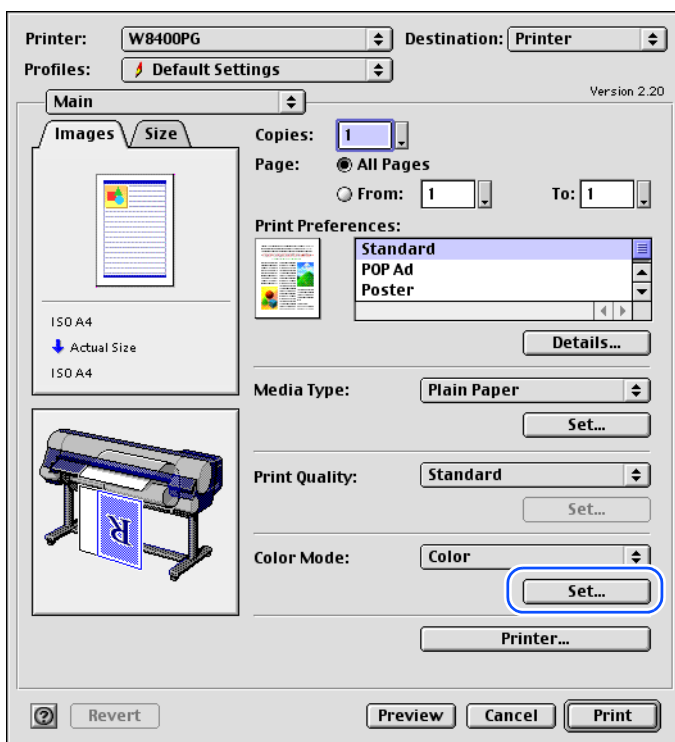 Printer: W8400PG Destination: Printer
Profiles: Default Settings
Version 2.20
Main
Images Size
Copies: 1
Page: All Pages
From: 1 To: 1
Print Preferences:
Standard
POP Ad
Poster
Details...
ISO A4
Actual Size
ISO A4
Media Type: Plain Paper
Set...
Print Quality: Standard
Set...
R
Color Mode: Color
Set...
Printer...
? Revert Preview Cancel Print